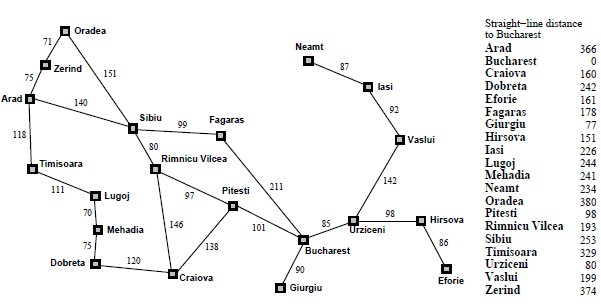 Oradea
71
Zerind
75
151
Arad
140
118
Sibiu
99
Fagaras
80
Rimnicu Vilcea
Timisoara
111
Lugoj
70
Mehadia
75
Dobreta
120
Craiova
146
97
Pitesti
138
101
211
Bucharest
90
Giurgiu
85
Urziceni
98
Hirsova
86
Eforie
142
Vaslui
92
Iasi
87
Neamt
Straight–line distance
to Bucharest
Arad 366
Bucharest 0
Craiova 160
Dobreta 242
Eforie 161
Fagaras 178
Giurgiu 77
Hirsova 151
Iasi 226
Lugoj 244
Mehadia 241
Neamt 234
Oradea 380
Pitesti 98
Rimnicu Vilcea 193
Sibiu 253
Timisoara 329
Urziceni 80
Vaslui 199
Zerind 374